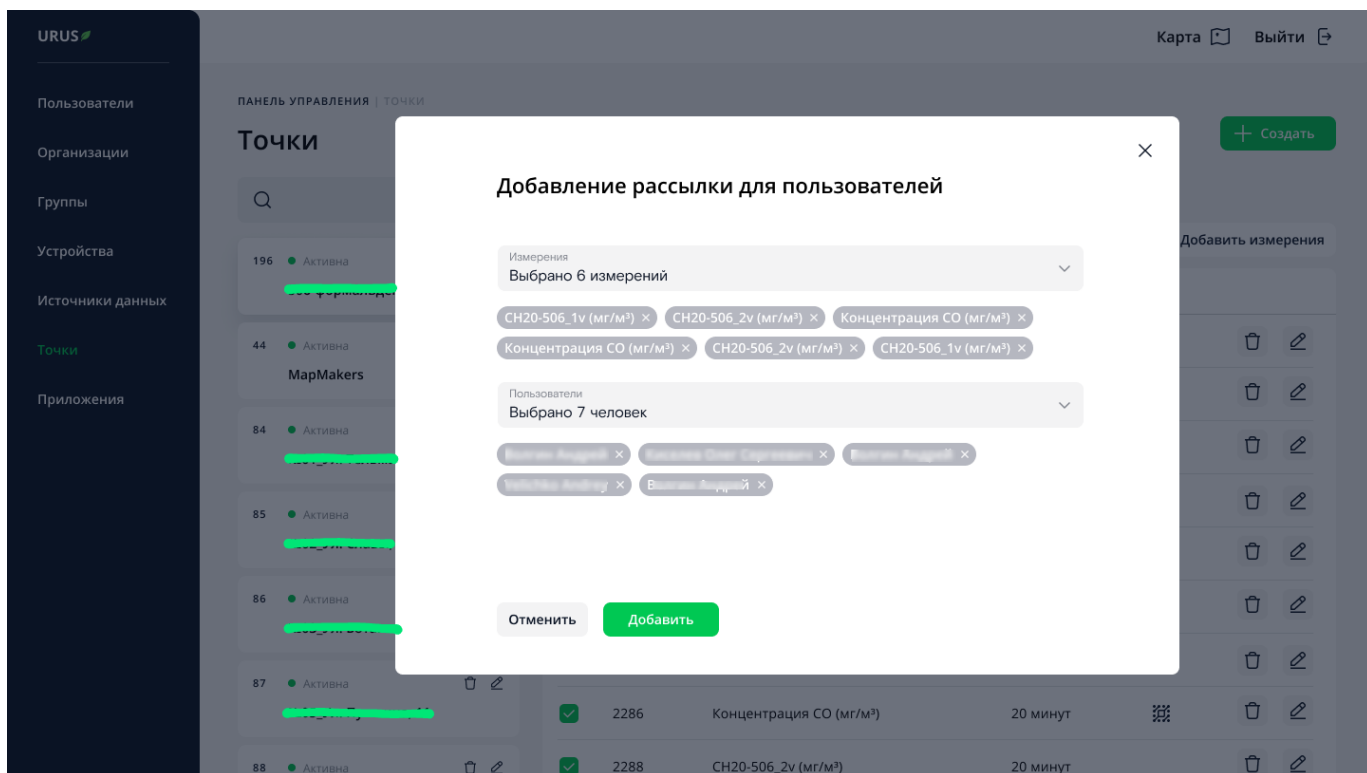 URUS
Карта Выйти
Пользователи
Организации
Группы
Устройства
Источники данных
Точки
Приложения
ПАНЕЛЬ УПРАВЛЕНИЯ | ТОЧКИ
Точки
Создать
Добавить измерения
196 Активна
44 Активна
MapMakers
84 Активна
85 Активна
86 Активна
87 Активна
88 Активна
Добавление рассылки для пользователей
Измерения
Выбрано 6 измерений
CH20-506_1v (мг/м³) × CH20-506_2v (мг/м³) × Концентрация CO (мг/м³) ×
Концентрация CO (мг/м³) × CH20-506_2v (мг/м³) × CH20-506_1v (мг/м³) ×
Пользователи
Выбрано 7 человек
Отменить Добавить
2286 Концентрация CO (мг/м³) 20 минут
2288 CH20-506_2v (мг/м³) 20 минут